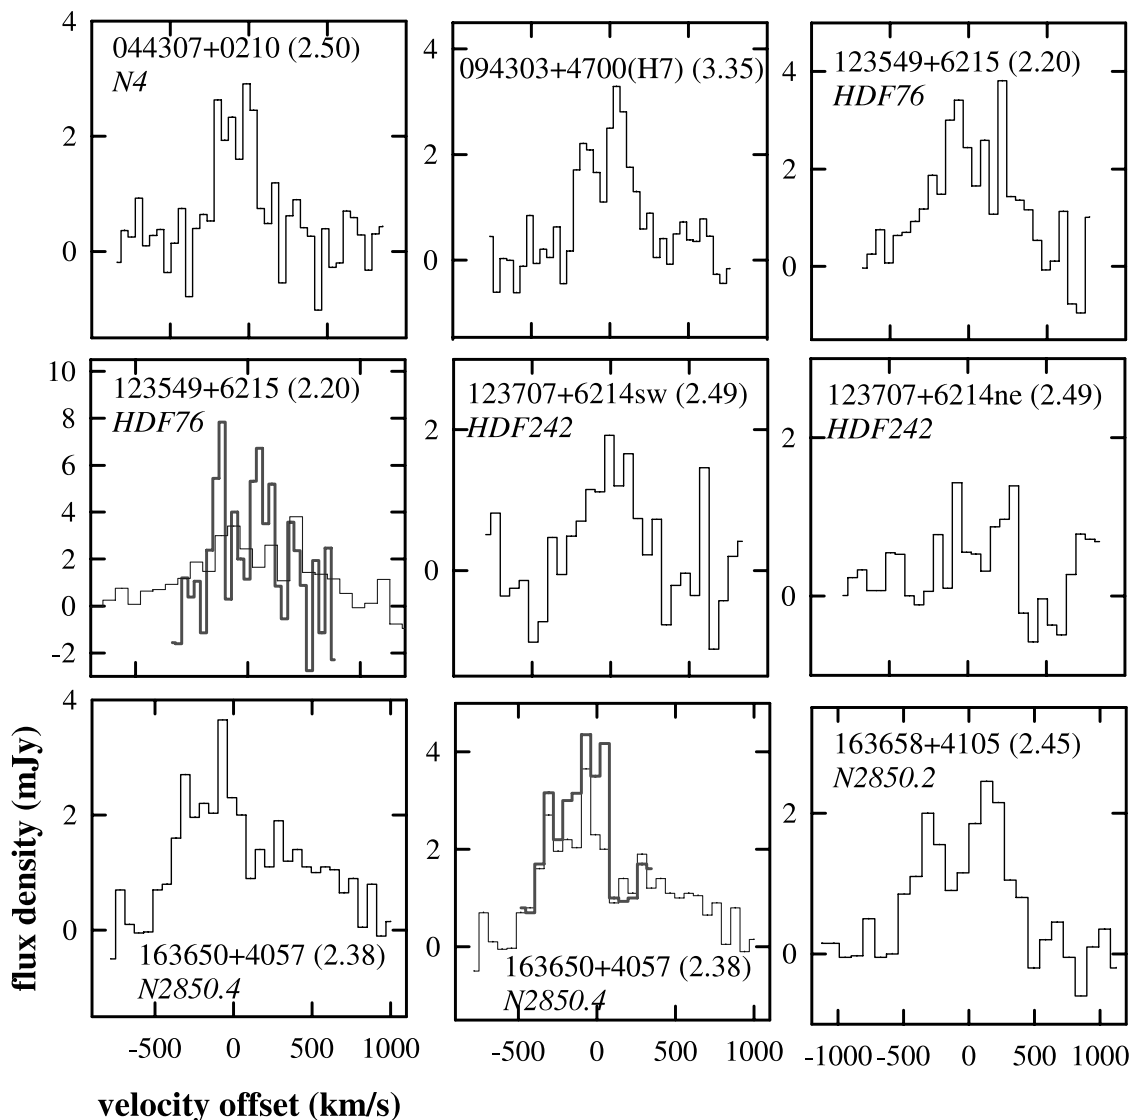 4
2
0
044307+0210 (2.50)
N4
4
2
0
094303+4700(H7) (3.35)
4
2
0
123549+6215 (2.20)
HDF76
10
8
6
4
2
0
-2
123549+6215 (2.20)
HDF76
2
0
123707+6214sw (2.49)
HDF242
2
0
123707+6214ne (2.49)
HDF242
4
2
0
163650+4057 (2.38)
N2850.4
4
2
0
163650+4057 (2.38)
N2850.4
2
0
163658+4105 (2.45)
N2850.2
flux density (mJy)
-500 0 500 1000
-500 0 500 1000
-1000 -500 0 500 1000
velocity offset (km/s)